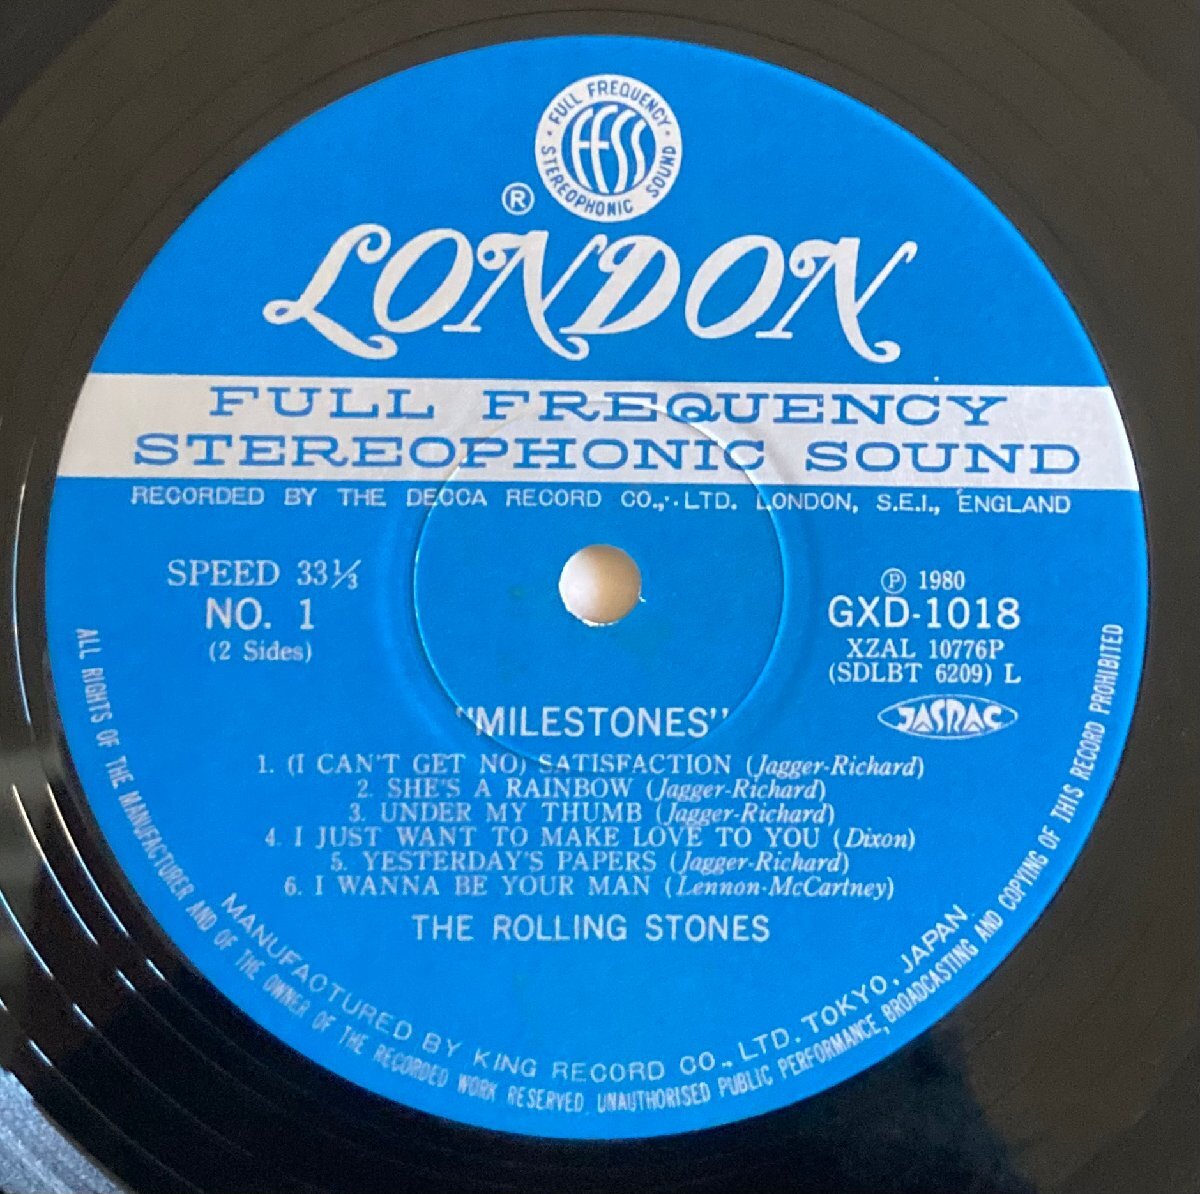 · FULL FREQUENCY ·
STEREOPHONIC SOUND
FFSS
®
LONDON
FULL FREQUENCY
STEREOPHONIC SOUND
RECORDED BY THE DECCA RECORD CO., LTD. LONDON, S.E.I., ENGLAND
SPEED 33⅓
NO. 1
(2 Sides)
℗ 1980
GXD-1018
XZAL 10776P
(SDLBT 6209) L
JASRAC
"MILESTONES"
1. (I CAN'T GET NO) SATISFACTION (Jagger-Richard)
2. SHE'S A RAINBOW (Jagger-Richard)
3. UNDER MY THUMB (Jagger-Richard)
4. I JUST WANT TO MAKE LOVE TO YOU (Dixon)
5. YESTERDAY'S PAPERS (Jagger-Richard)
6. I WANNA BE YOUR MAN (Lennon-McCartney)
THE ROLLING STONES
MANUFACTURED BY KING RECORD CO., LTD. TOKYO, JAPAN
ALL RIGHTS OF THE MANUFACTURER AND OF THE OWNER OF THE RECORDED WORK RESERVED. UNAUTHORISED PUBLIC PERFORMANCE, BROADCASTING AND COPYING OF THIS RECORD PROHIBITED